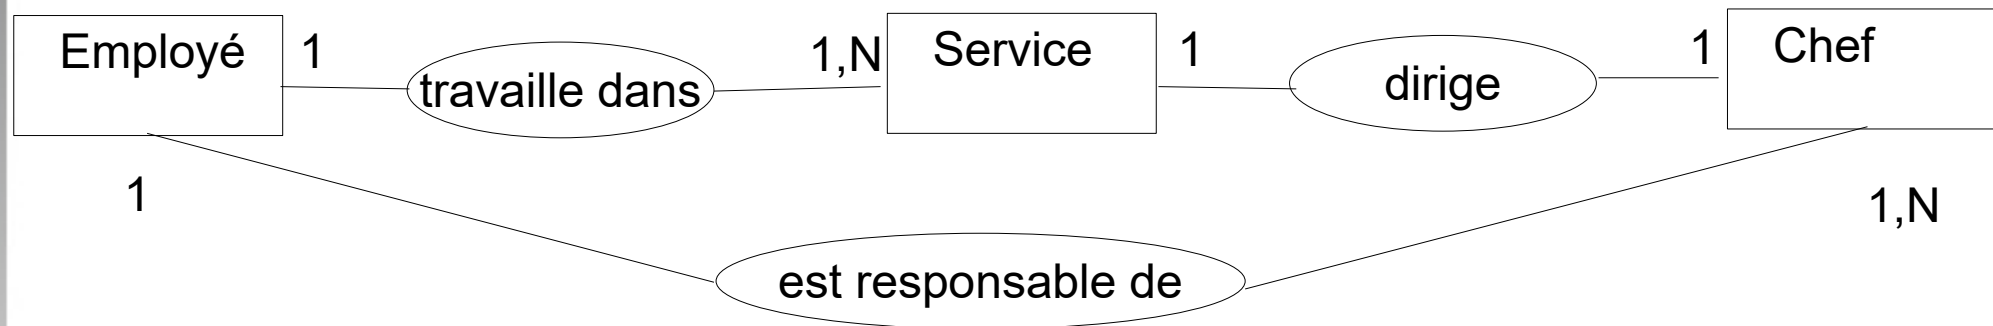 Employé
1
travaille dans
1,N
Service
1
dirige
1
Chef
1
est responsable de
1,N